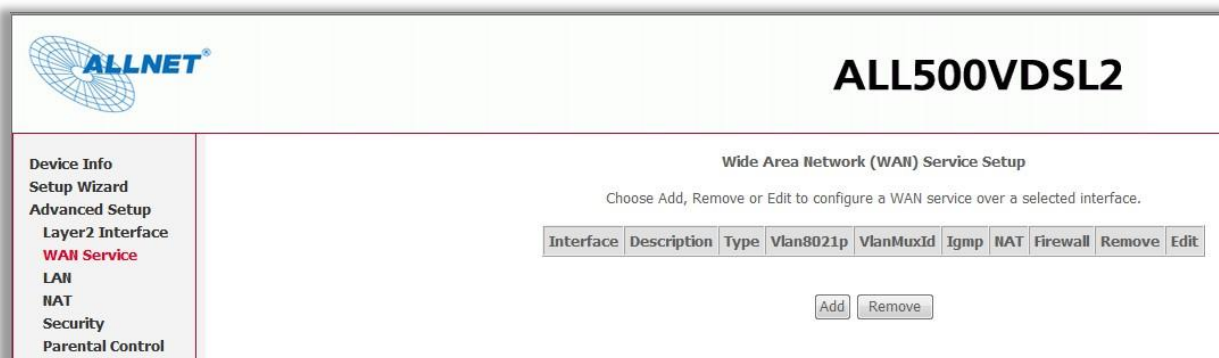 ALLNET®
ALL500VDSL2
Device Info
Setup Wizard
Advanced Setup
Layer2 Interface
WAN Service
LAN
NAT
Security
Parental Control
Wide Area Network (WAN) Service Setup
Choose Add, Remove or Edit to configure a WAN service over a selected interface.
Interface Description Type Vlan8021p VlanMuxId Igmp NAT Firewall Remove Edit
Add Remove